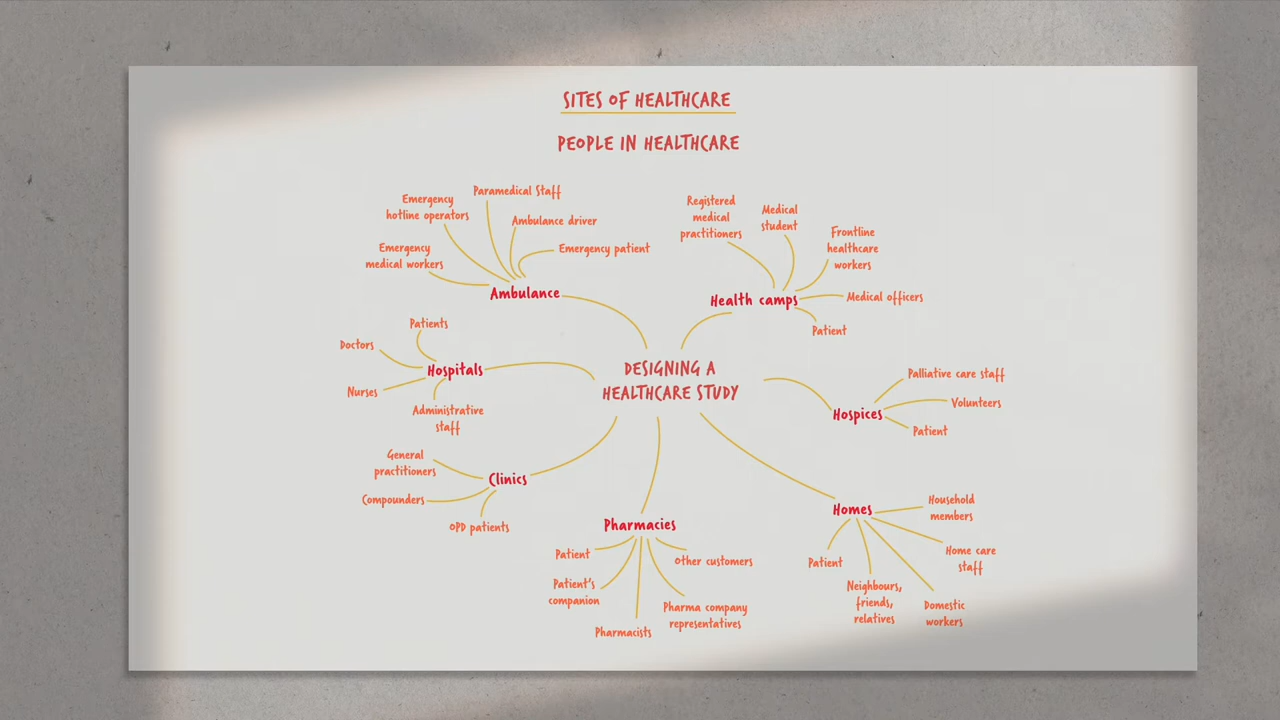 SITES OF HEALTHCARE
PEOPLE IN HEALTHCARE
Paramedical Staff
Emergency
hotline operators
Ambulance driver
Emergency
medical workers
Emergency patient
Ambulance
Registered
medical
practitioners
Medical
student
Frontline
healthcare
workers
Medical officers
Health camps
Patient
Patients
Doctors
Hospitals
Nurses
Administrative
staff
DESIGNING A
HEALTHCARE STUDY
Palliative care staff
Volunteers
Hospices
Patient
General
practitioners
Clinics
Compounders
OPD patients
Pharmacies
Patient
Other customers
Patient's
companion
Pharma company
representatives
Pharmacists
Homes
Household
members
Home care
staff
Patient
Neighbours,
friends,
relatives
Domestic
workers